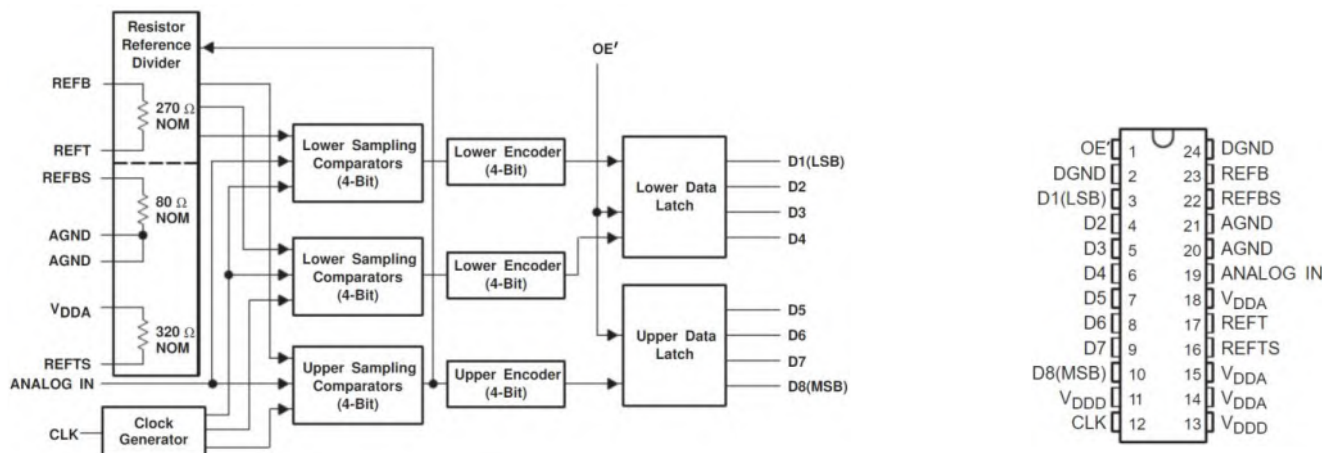 Resistor
Reference
Divider
REFB
270 Ω
NOM
REFT
REFBS
80 Ω
NOM
AGND
AGND
VDDA
320 Ω
NOM
REFTS
ANALOG IN
CLK
Clock
Generator
Lower Sampling
Comparators
(4-Bit)
Lower Encoder
(4-Bit)
Lower Sampling
Comparators
(4-Bit)
Lower Encoder
(4-Bit)
Upper Sampling
Comparators
(4-Bit)
Upper Encoder
(4-Bit)
OE′
Lower Data
Latch
D1(LSB)
D2
D3
D4
Upper Data
Latch
D5
D6
D7
D8(MSB)
OE′ 1 24 DGND
DGND 2 23 REFB
D1(LSB) 3 22 REFBS
D2 4 21 AGND
D3 5 20 AGND
D4 6 19 ANALOG IN
D5 7 18 VDDA
D6 8 17 REFT
D7 9 16 REFTS
D8(MSB) 10 15 VDDA
VDDD 11 14 VDDA
CLK 12 13 VDDD